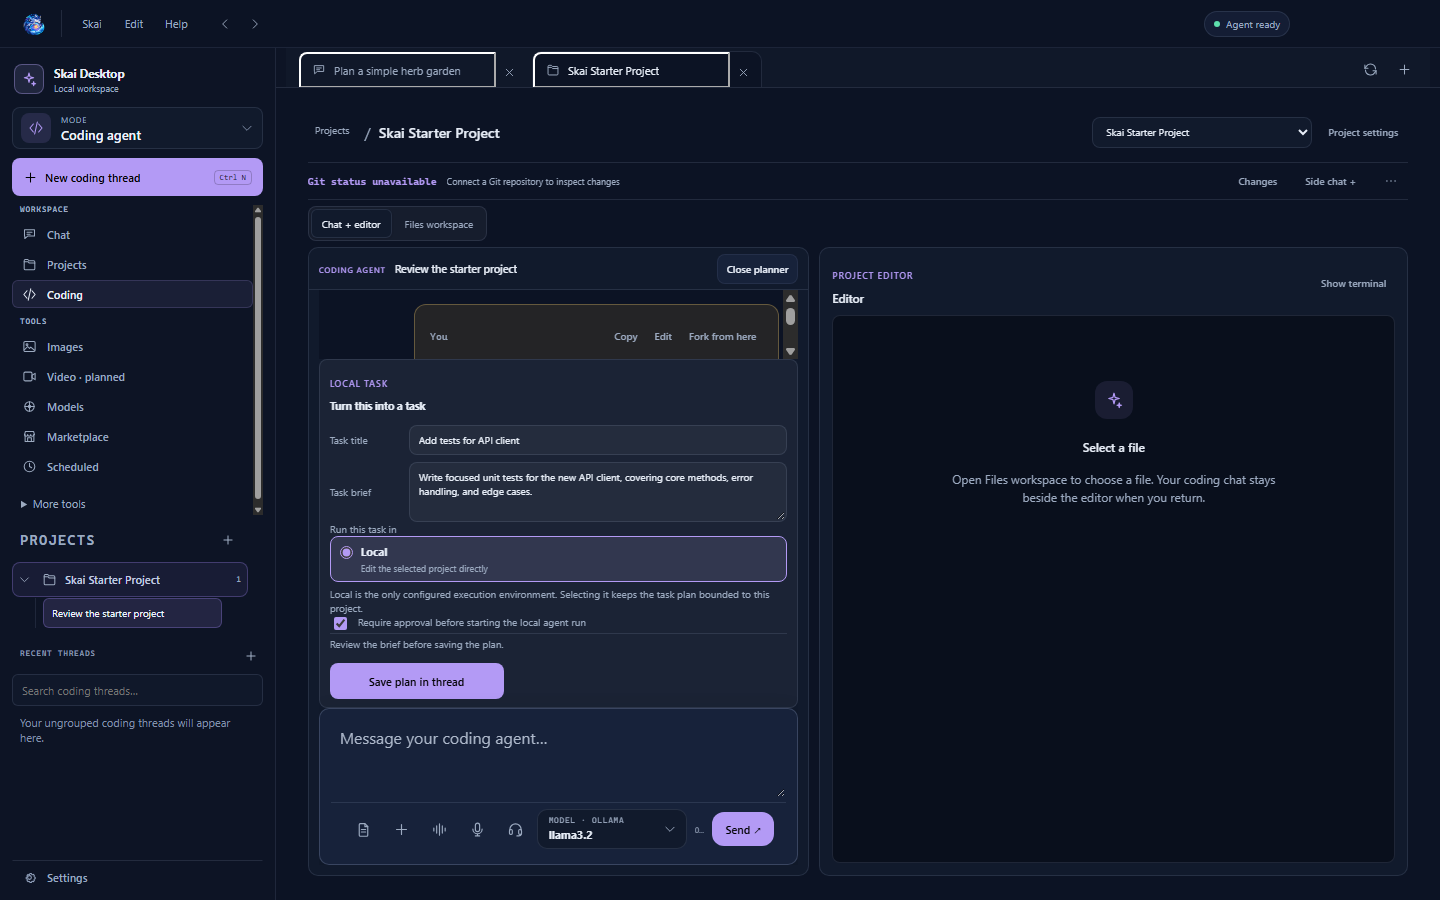 Skai Edit Help
Agent ready
Skai Desktop
Local workspace
MODE
Coding agent
New coding thread Ctrl N
WORKSPACE
Chat
Projects
Coding
TOOLS
Images
Video · planned
Models
Marketplace
Scheduled
More tools
PROJECTS
Skai Starter Project 1
Review the starter project
RECENT THREADS
Search coding threads...
Your ungrouped coding threads will appear
here.
Settings
Plan a simple herb garden
Skai Starter Project
Projects / Skai Starter Project
Skai Starter Project
Project settings
Git status unavailable Connect a Git repository to inspect changes
Changes Side chat +
Chat + editor Files workspace
CODING AGENT Review the starter project
Close planner
You Copy Edit Fork from here
LOCAL TASK
Turn this into a task
Task title Add tests for API client
Task brief
Write focused unit tests for the new API client, covering core methods, error
handling, and edge cases.
Run this task in
Local
Edit the selected project directly
Local is the only configured execution environment. Selecting it keeps the task plan bounded to this
project.
Require approval before starting the local agent run
Review the brief before saving the plan.
Save plan in thread
Message your coding agent...
MODEL · OLLAMA
llama3.2
Send ↗
PROJECT EDITOR
Editor
Show terminal
Select a file
Open Files workspace to choose a file. Your coding chat stays
beside the editor when you return.